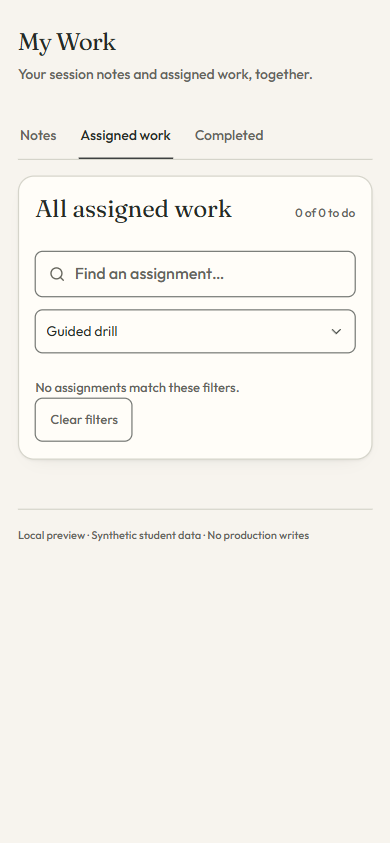 My Work
Your session notes and assigned work, together.
Notes Assigned work Completed
All assigned work 0 of 0 to do
Find an assignment...
Guided drill
No assignments match these filters.
Clear filters
Local preview · Synthetic student data · No production writes